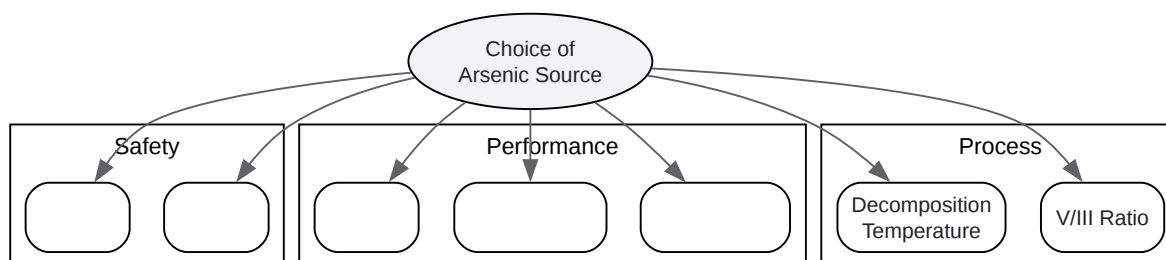 Choice of
Arsenic Source
Safety
Performance
Process
Decomposition
Temperature
V/III Ratio